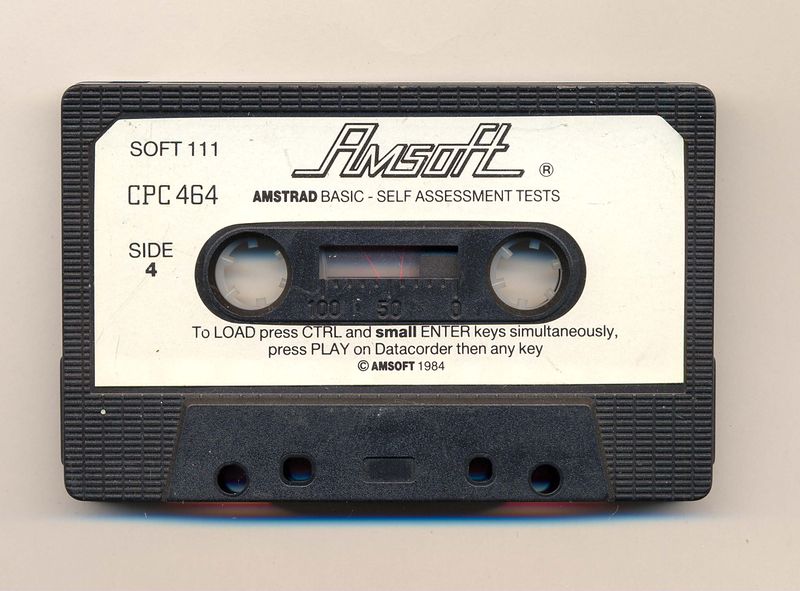 SOFT 111
Amsoft ®
CPC 464
AMSTRAD BASIC - SELF ASSESSMENT TESTS
SIDE
4
100 50 0
To LOAD press CTRL and small ENTER keys simultaneously,
press PLAY on Datacorder then any key
© AMSOFT 1984